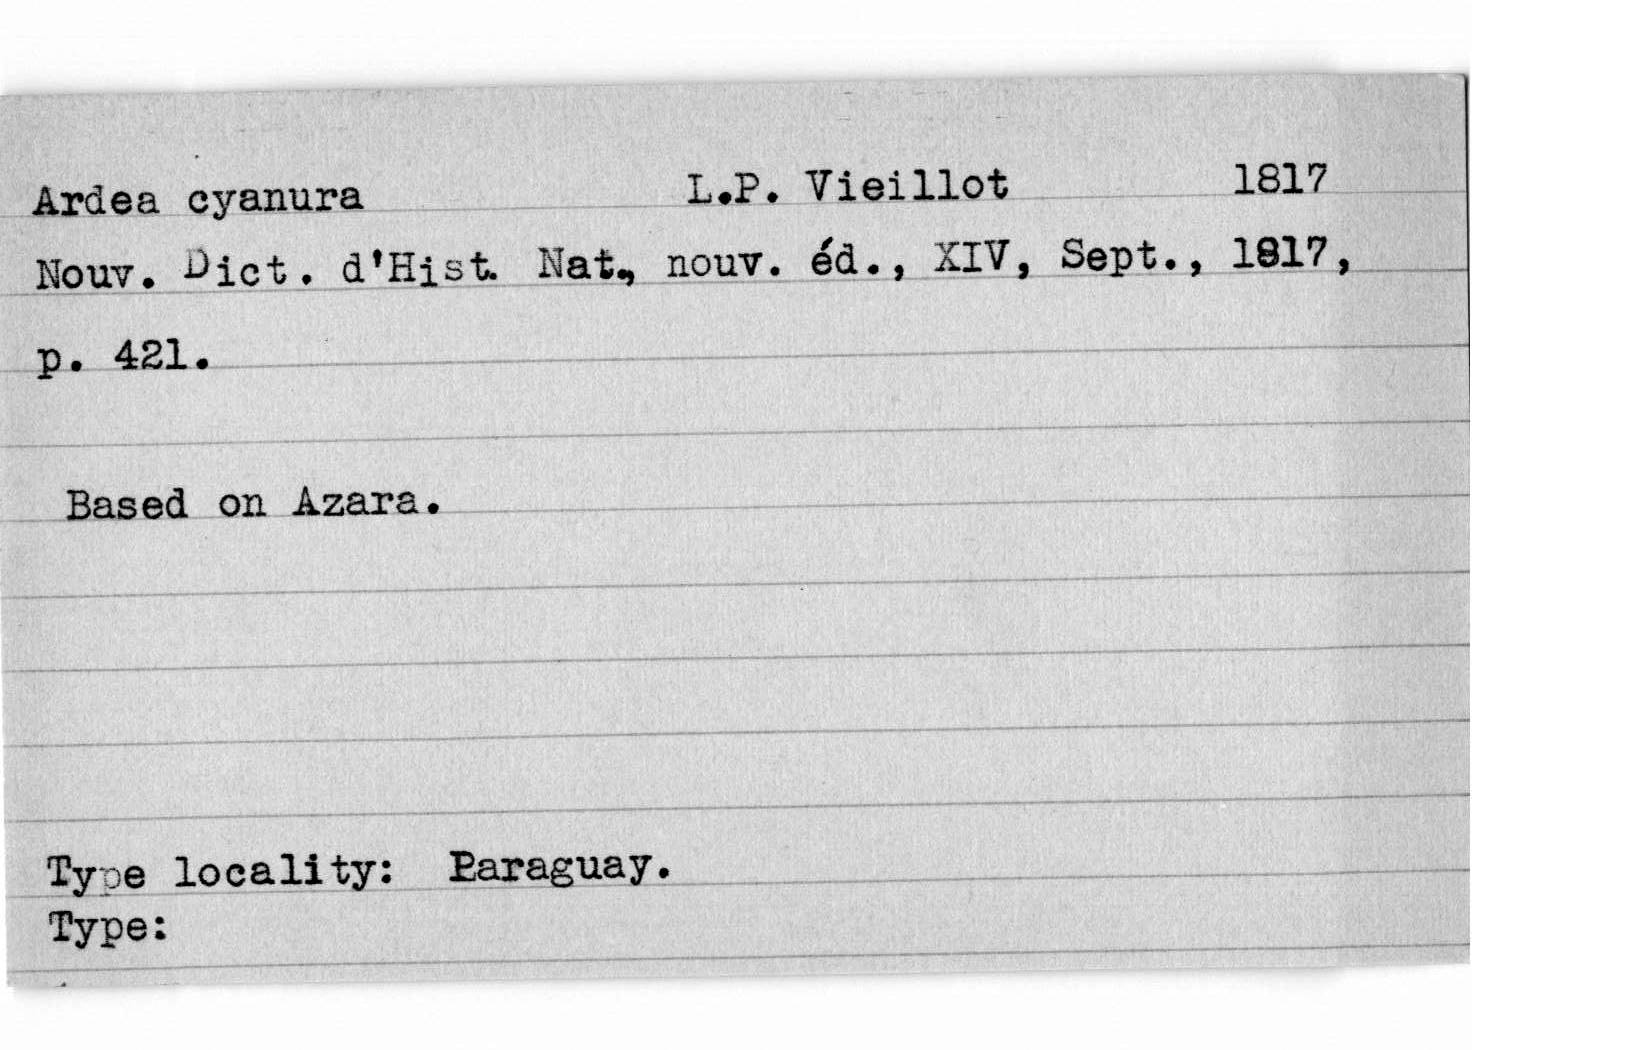 Ardea cyanura L.P. Vieillot 1817
Nouv. Dict. d'Hist. Nat., nouv. éd., XIV, Sept., 1817,
p. 421.
Based on Azara.
Type locality: Paraguay.
Type: